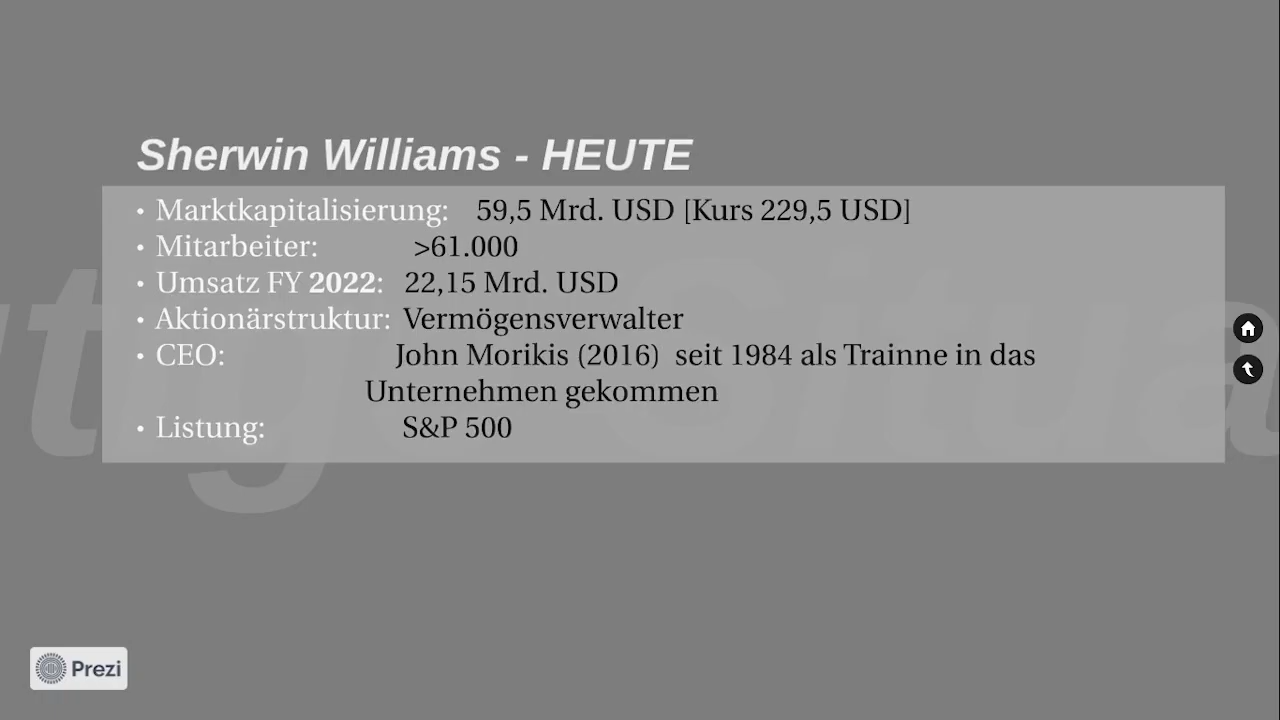 Sherwin Williams - HEUTE
• Marktkapitalisierung: 59,5 Mrd. USD [Kurs 229,5 USD]
• Mitarbeiter: >61.000
• Umsatz FY 2022: 22,15 Mrd. USD
• Aktionärstruktur: Vermögensverwalter
• CEO: John Morikis (2016) seit 1984 als Trainne in das
Unternehmen gekommen
• Listung: S&P 500
Prezi